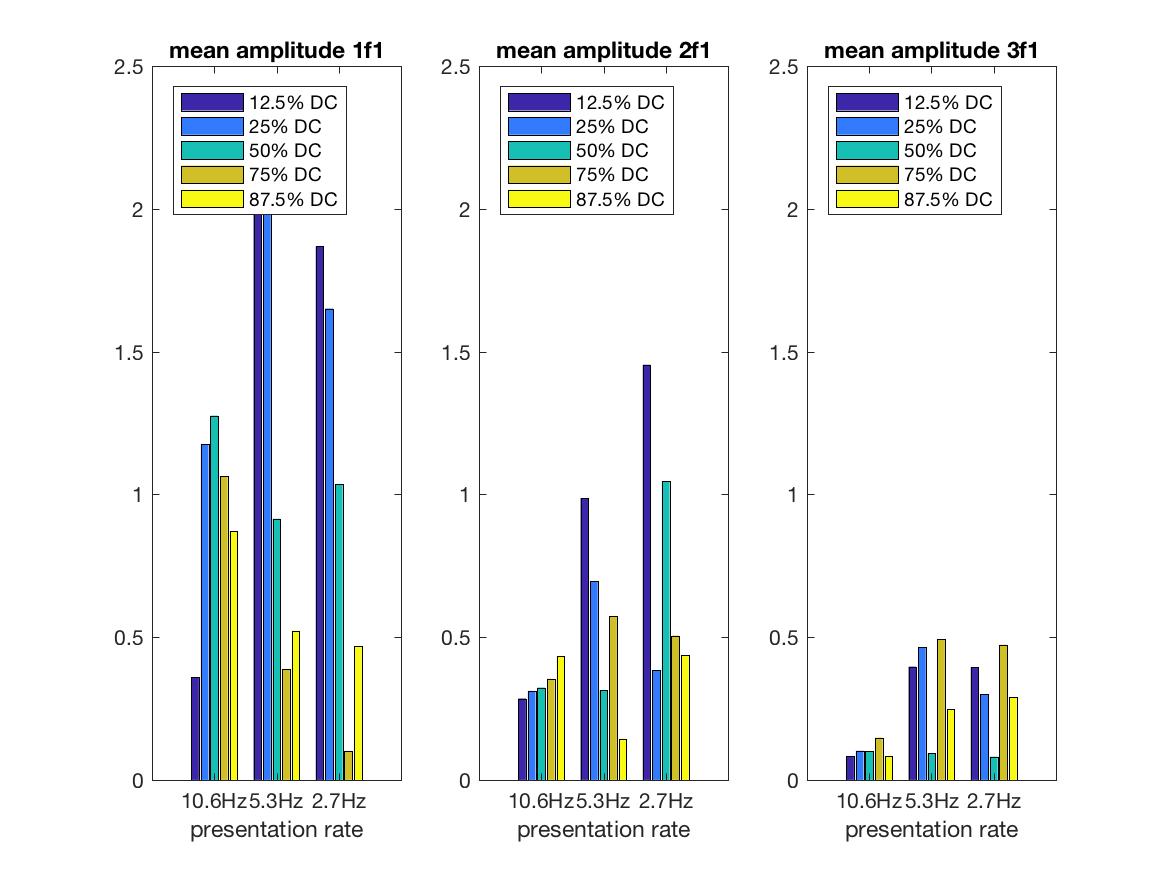 mean amplitude 1f1
2.5
2
1.5
1
0.5
0
12.5% DC
25% DC
50% DC
75% DC
87.5% DC
10.6Hz 5.3Hz 2.7Hz
presentation rate
mean amplitude 2f1
2.5
2
1.5
1
0.5
0
12.5% DC
25% DC
50% DC
75% DC
87.5% DC
10.6Hz 5.3Hz 2.7Hz
presentation rate
mean amplitude 3f1
2.5
2
1.5
1
0.5
0
12.5% DC
25% DC
50% DC
75% DC
87.5% DC
10.6Hz 5.3Hz 2.7Hz
presentation rate